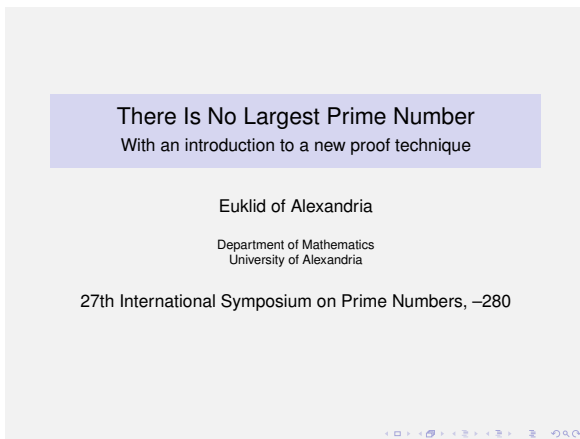 There Is No Largest Prime Number
With an introduction to a new proof technique
Euklid of Alexandria
Department of Mathematics
University of Alexandria
27th International Symposium on Prime Numbers, –280